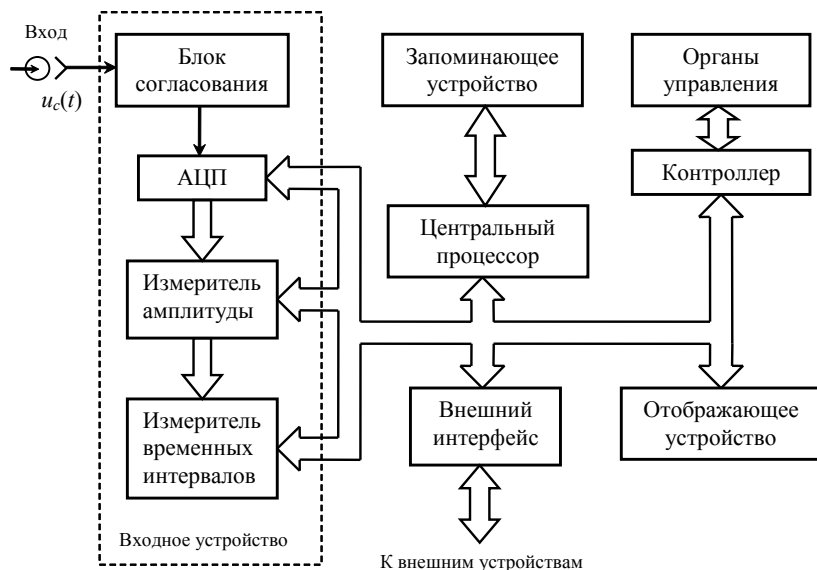 Вход
u_c(t)
Блок
согласования
АЦП
Измеритель
амплитуды
Измеритель
временных
интервалов
Входное устройство
Запоминающее
устройство
Центральный
процессор
Внешний
интерфейс
К внешним устройствам
Органы
управления
Контроллер
Отображающее
устройство